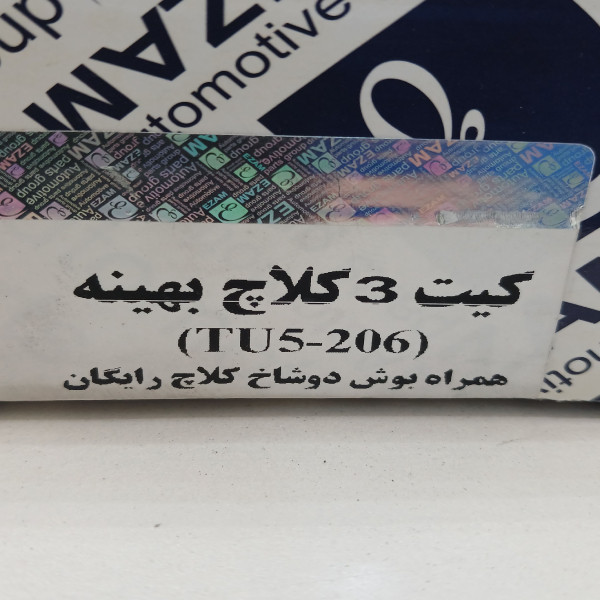 EZAM
Automotive
کیت 3 کلاچ بهینه
(TU5-206)
همراه بوش دوشاخ کلاچ رایگان